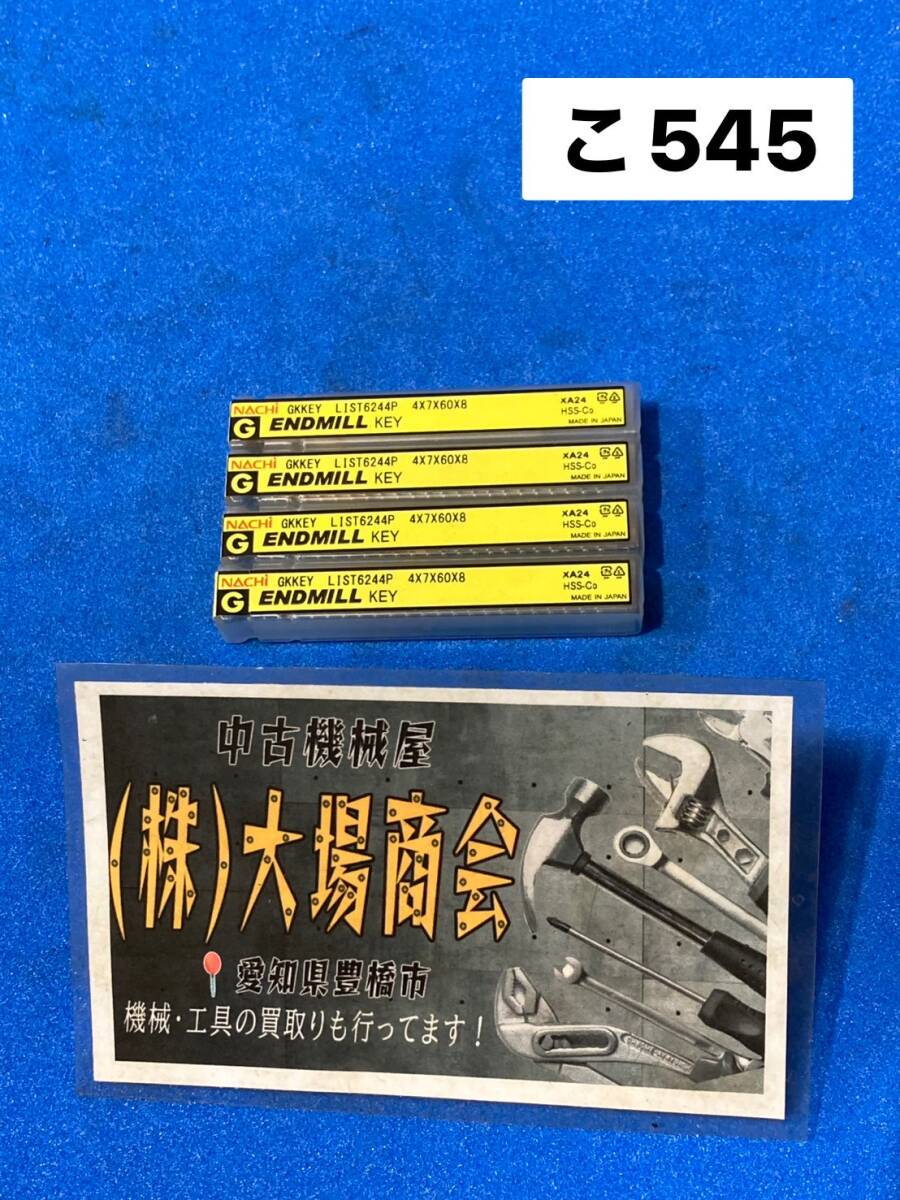 こ545
NACHi GKKEY LIST6244P 4X7X60X8 XA24
HSS-Co
G ENDMILL KEY MADE IN JAPAN
NACHi GKKEY LIST6244P 4X7X60X8 XA24
HSS-Co
G ENDMILL KEY MADE IN JAPAN
NACHi GKKEY LIST6244P 4X7X60X8 XA24
HSS-Co
G ENDMILL KEY MADE IN JAPAN
NACHi GKKEY LIST6244P 4X7X60X8 XA24
HSS-Co
G ENDMILL KEY MADE IN JAPAN
中古機械屋
(株)大場商会
愛知県豊橋市
機械・工具の買取りも行ってます!